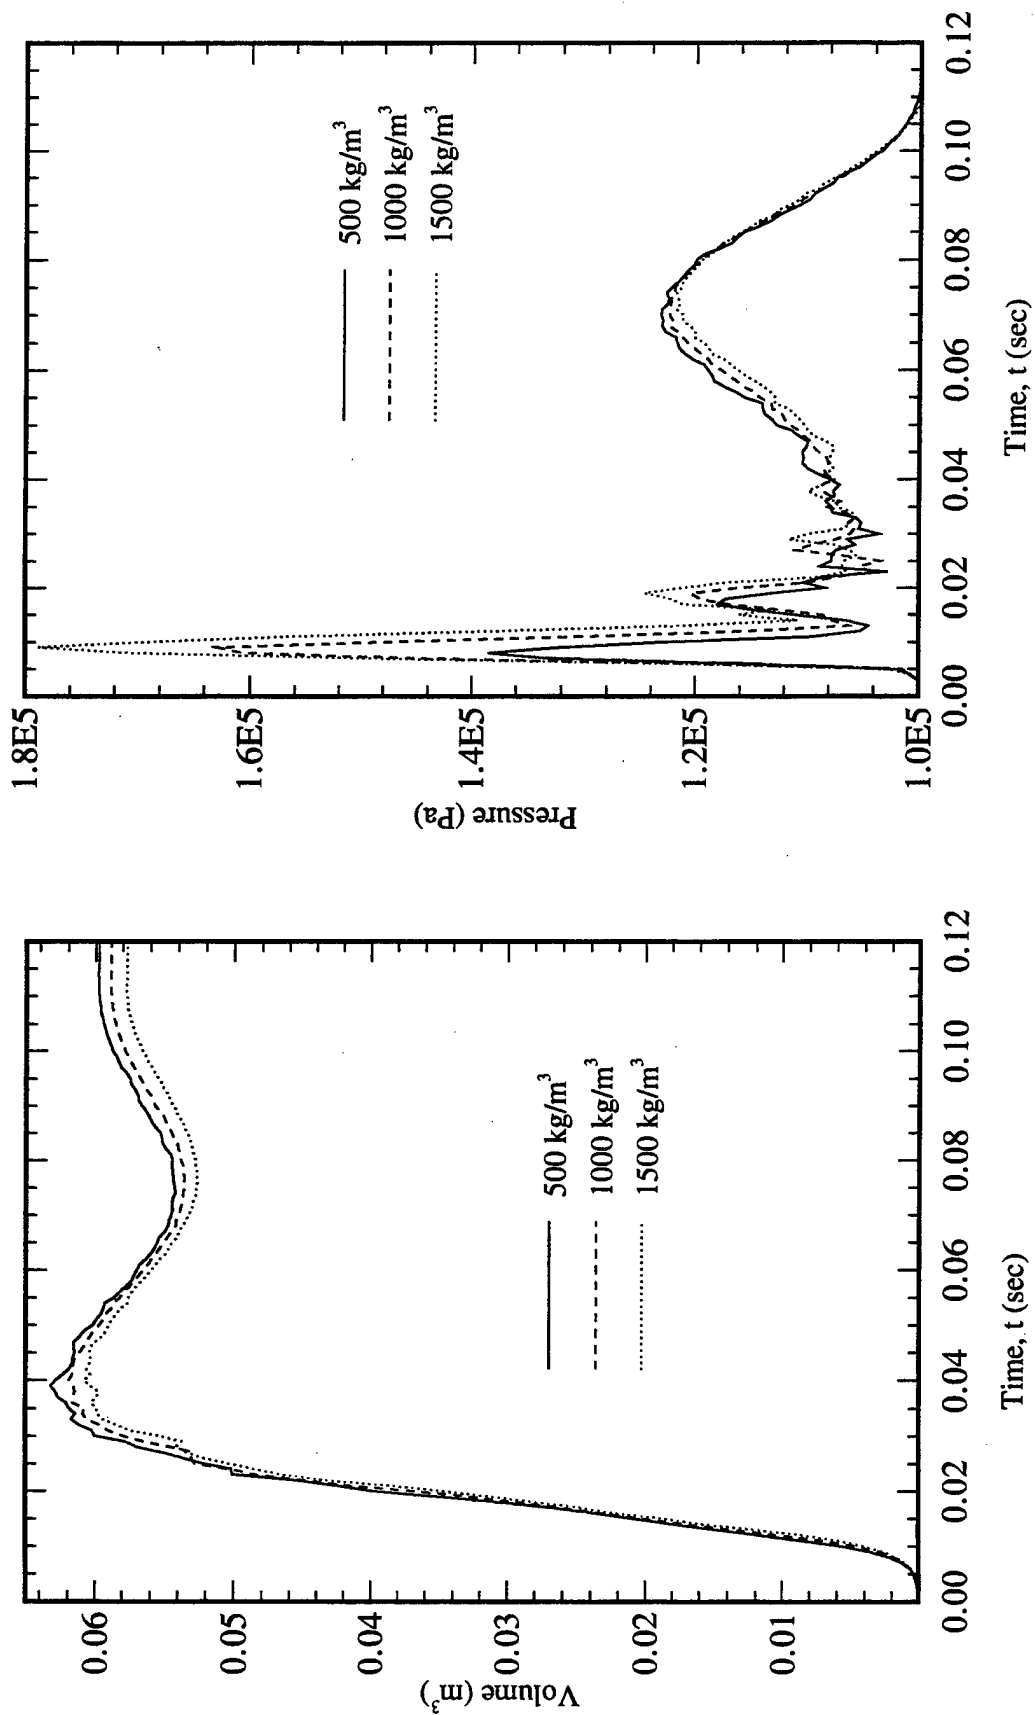 1.8E5
1.6E5
1.4E5
1.2E5
1.0E5
Pressure (Pa)
500 kg/m³
1000 kg/m³
1500 kg/m³
0.00
0.02
0.04
0.06
0.08
0.10
0.12
Time, t (sec)
0.06
0.05
0.04
0.03
0.02
0.01
Volume (m³)
500 kg/m³
1000 kg/m³
1500 kg/m³
0.00
0.02
0.04
0.06
0.08
0.10
0.12
Time, t (sec)